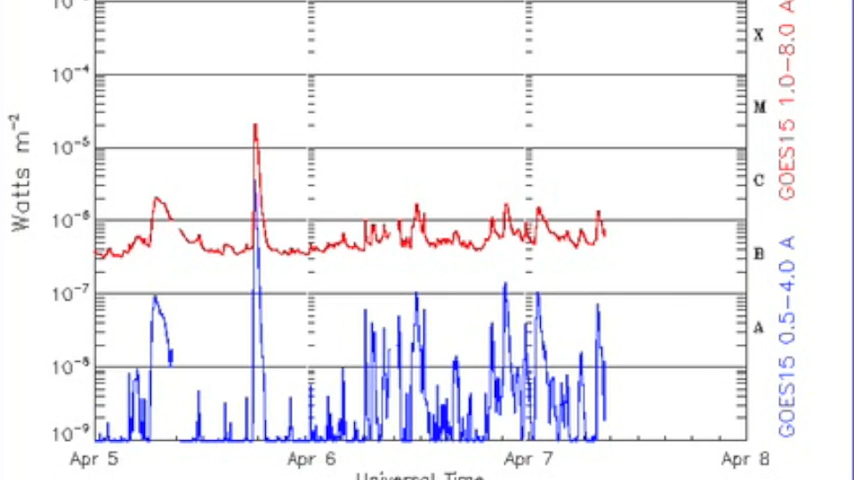 10⁻⁴
10⁻⁵
10⁻⁶
10⁻⁷
10⁻⁸
10⁻⁹
Watts m⁻²
X
M
C
B
A
GOES15 1.0−8.0 A
GOES15 0.5−4.0 A
Apr 5 Apr 6 Apr 7 Apr 8
Universal Time